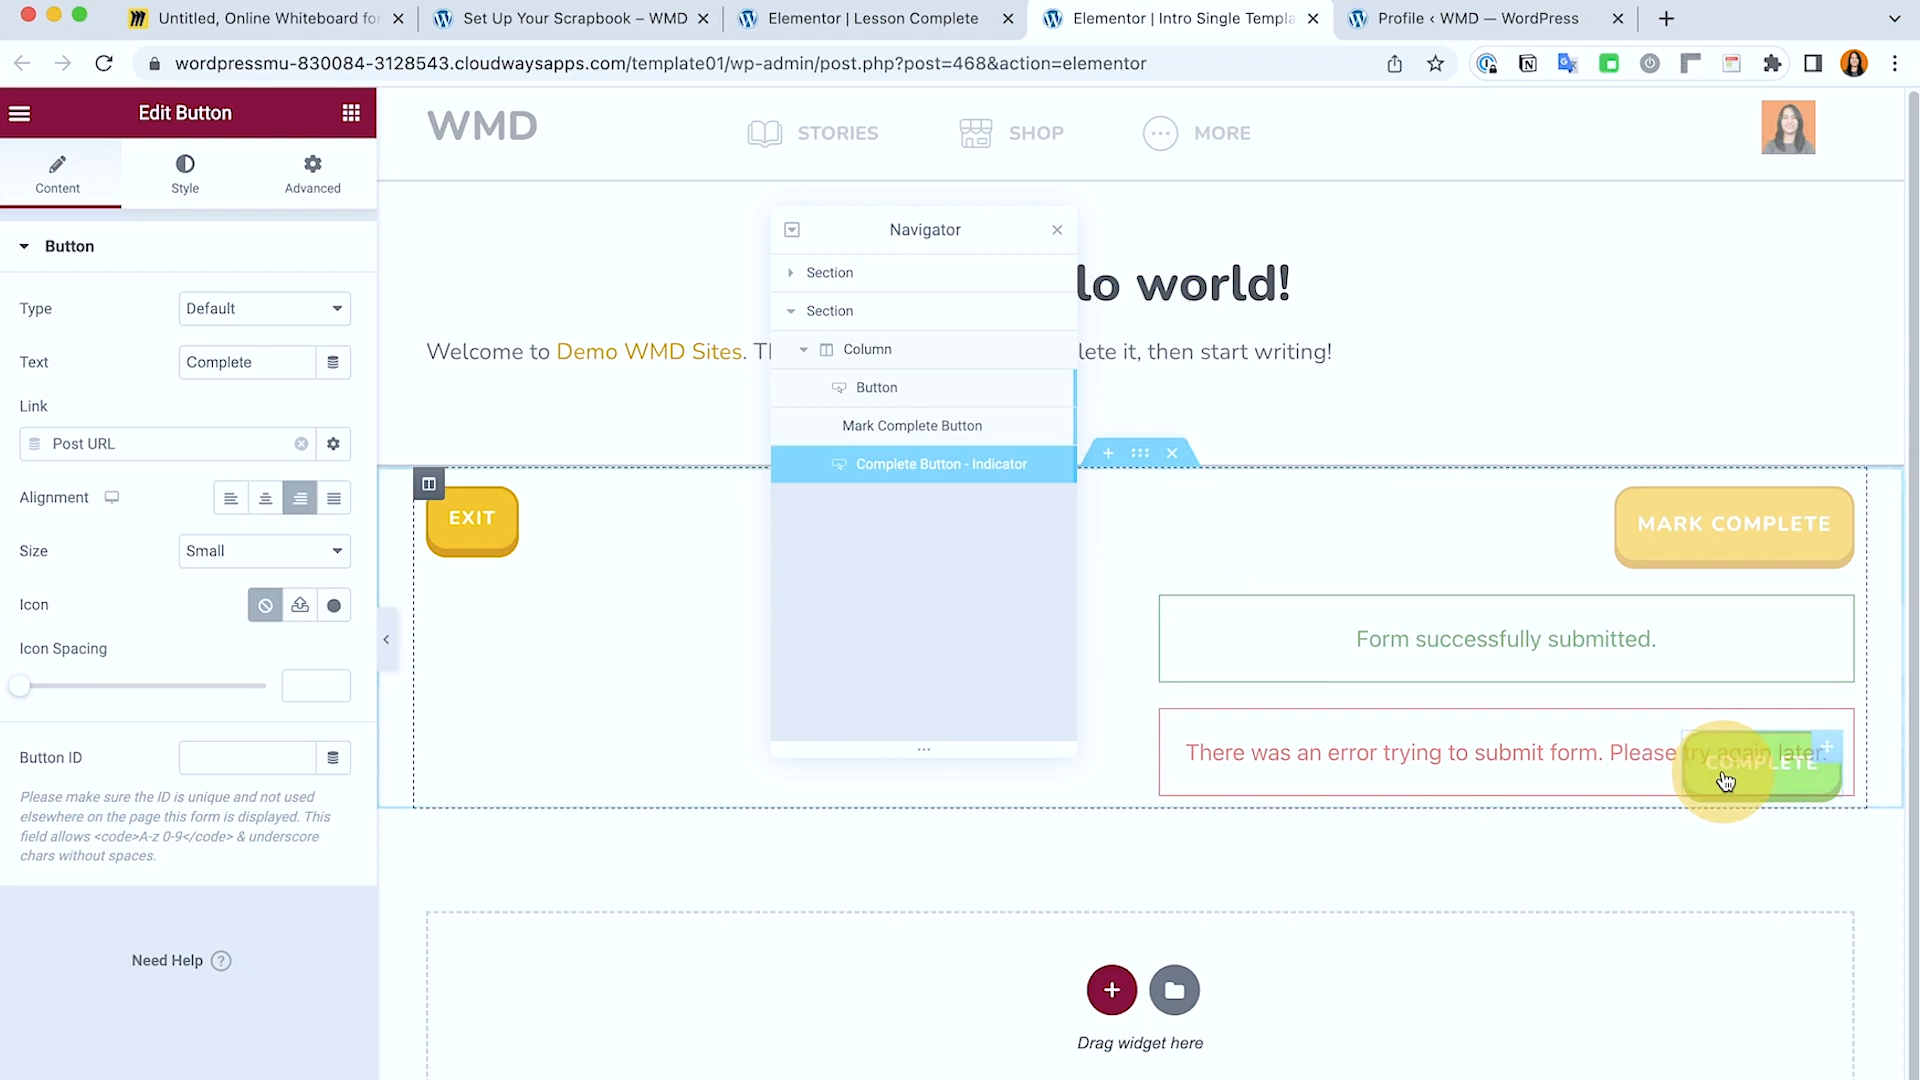 Untitled, Online Whiteboard for
Set Up Your Scrapbook – WMD
Elementor | Lesson Complete
Elementor | Intro Single Templa
Profile ‹ WMD — WordPress
wordpressmu-830084-3128543.cloudwaysapps.com/template01/wp-admin/post.php?post=468&action=elementor
Edit Button
Content
Style
Advanced
Button
Type
Default
Text
Complete
Link
Post URL
Alignment
Size
Small
Icon
Icon Spacing
Button ID
Please make sure the ID is unique and not used
elsewhere on the page this form is displayed. This
field allows <code>A-z 0-9</code> & underscore
chars without spaces.
Need Help ?
WMD
STORIES
SHOP
MORE
Navigator
Section
Section
Column
Button
Mark Complete Button
Complete Button - Indicator
lo world!
Welcome to Demo WMD Sites. Th
lete it, then start writing!
EXIT
MARK COMPLETE
Form successfully submitted.
There was an error trying to submit form. Please try again later.
COMPLETE
Drag widget here